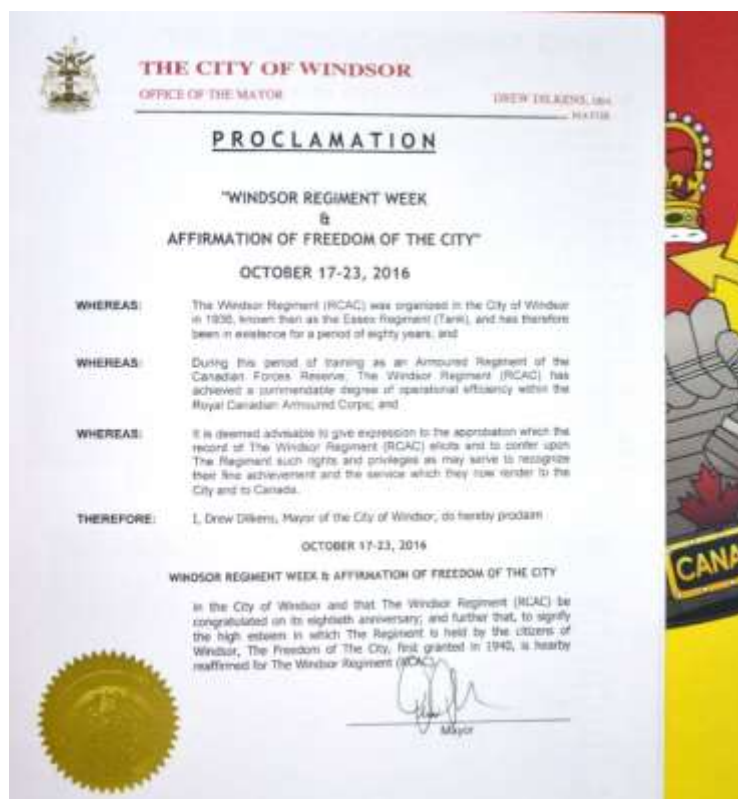 THE CITY OF WINDSOR
OFFICE OF THE MAYOR
DREW DILKENS, MBA
MAYOR
PROCLAMATION
"WINDSOR REGIMENT WEEK
&
AFFIRMATION OF FREEDOM OF THE CITY"
OCTOBER 17-23, 2016
WHEREAS: The Windsor Regiment (RCAC) was organized in the City of Windsor
in 1936, known then as the Essex Regiment (Tank), and has therefore
been in existence for a period of eighty years; and
WHEREAS: During this period of training as an Armoured Regiment of the
Canadian Forces Reserve, The Windsor Regiment (RCAC) has
achieved a commendable degree of operational efficiency within the
Royal Canadian Armoured Corps; and
WHEREAS: It is deemed advisable to give expression to the approbation which the
record of The Windsor Regiment (RCAC) elicits and to confer upon
The Regiment such rights and privileges as may serve to recognize
their fine achievement and the service which they now render to the
City and to Canada.
THEREFORE: I, Drew Dilkens, Mayor of the City of Windsor, do hereby proclaim
OCTOBER 17-23, 2016
WINDSOR REGIMENT WEEK & AFFIRMATION OF FREEDOM OF THE CITY
in the City of Windsor and that The Windsor Regiment (RCAC) be
congratulated on its eightieth anniversary; and further that, to signify
the high esteem in which The Regiment is held by the citizens of
Windsor, The Freedom of The City, first granted in 1940, is hearby
reaffirmed for The Windsor Regiment (RCAC)
Mayor
CANA